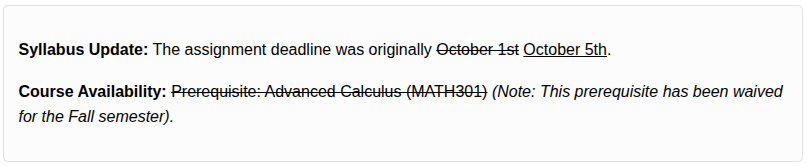 Syllabus Update: The assignment deadline was originally October 1st October 5th.
Course Availability: Prerequisite: Advanced Calculus (MATH301) (Note: This prerequisite has been waived
for the Fall semester).